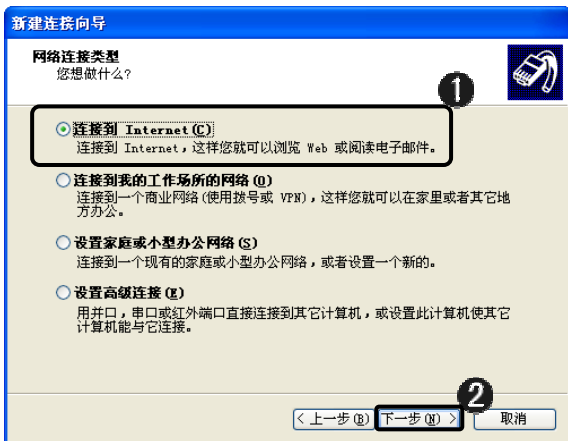 新建连接向导
网络连接类型
您想做什么?
❶
连接到 Internet(C)
连接到 Internet，这样您就可以浏览 Web 或阅读电子邮件。
连接到我的工作场所的网络(O)
连接到一个商业网络(使用拨号或 VPN)，这样您就可以在家里或者其它地
方办公。
设置家庭或小型办公网络(S)
连接到一个现有的家庭或小型办公网络，或者设置一个新的。
设置高级连接(E)
用并口，串口或红外端口直接连接到其它计算机，或设置此计算机使其它
计算机能与它连接。
❷
< 上一步(B) 下一步(N) > 取消